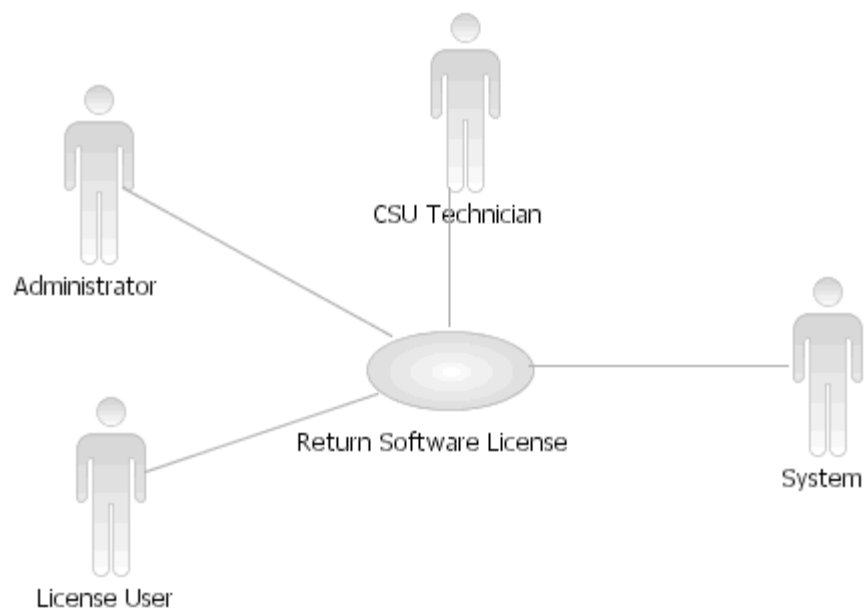 CSU Technician
Administrator
Return Software License
System
License User